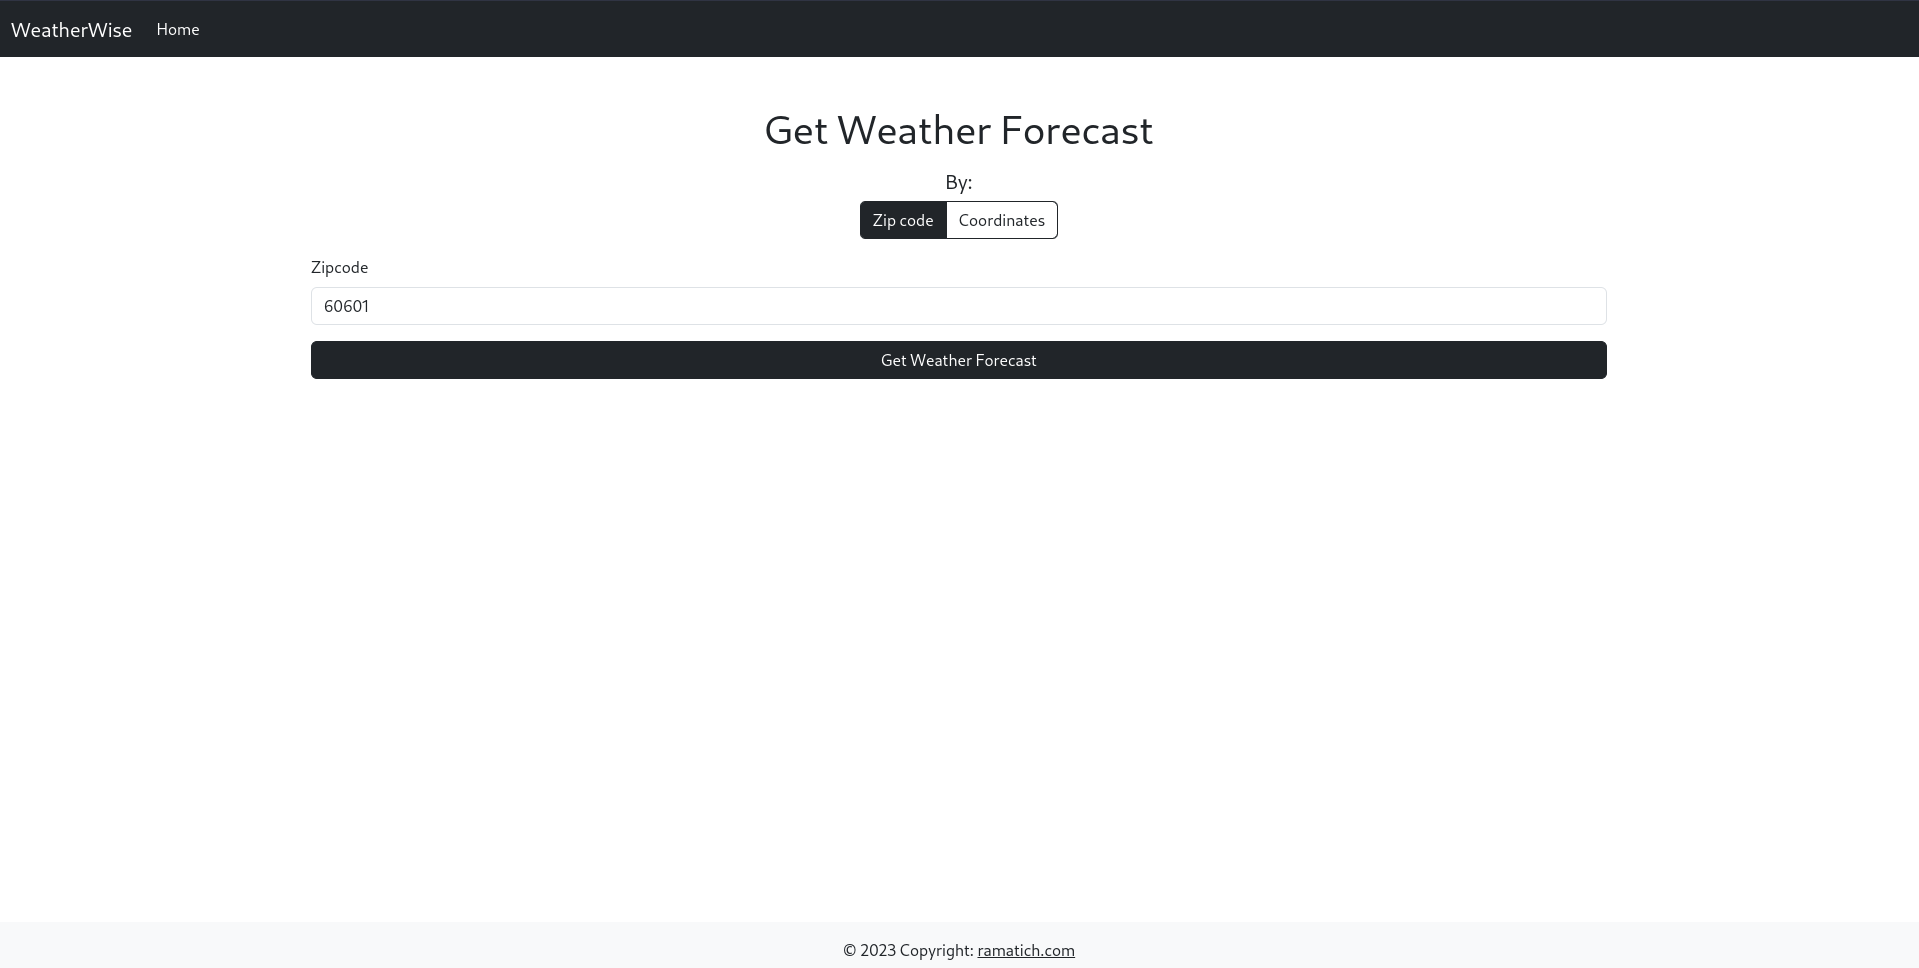 WeatherWise Home
Get Weather Forecast
By:
Zip code Coordinates
Zipcode
60601
Get Weather Forecast
© 2023 Copyright: ramatich.com